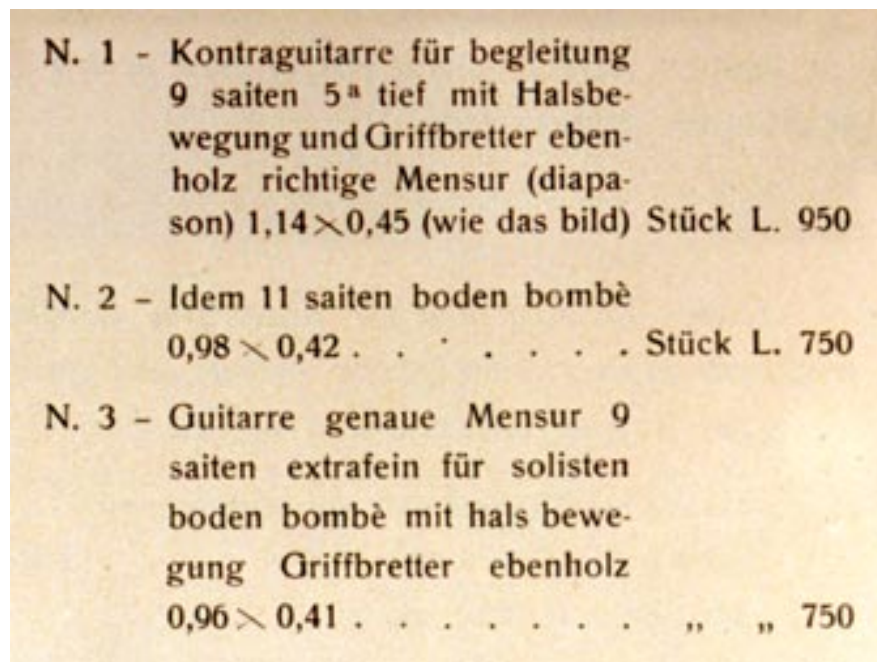 N. 1 - Kontraguitarre für begleitung
9 saiten 5ª tief mit Halsbe-
wegung und Griffbretter eben-
holz richtige Mensur (diapa-
son) 1,14×0,45 (wie das bild) Stück L. 950
N. 2 - Idem 11 saiten boden bombè
0,98 × 0,42 . . . . . . . Stück L. 750
N. 3 - Guitarre genaue Mensur 9
saiten extrafein für solisten
boden bombè mit hals bewe-
gung Griffbretter ebenholz
0,96 × 0,41 . . . . . . . „ „ 750